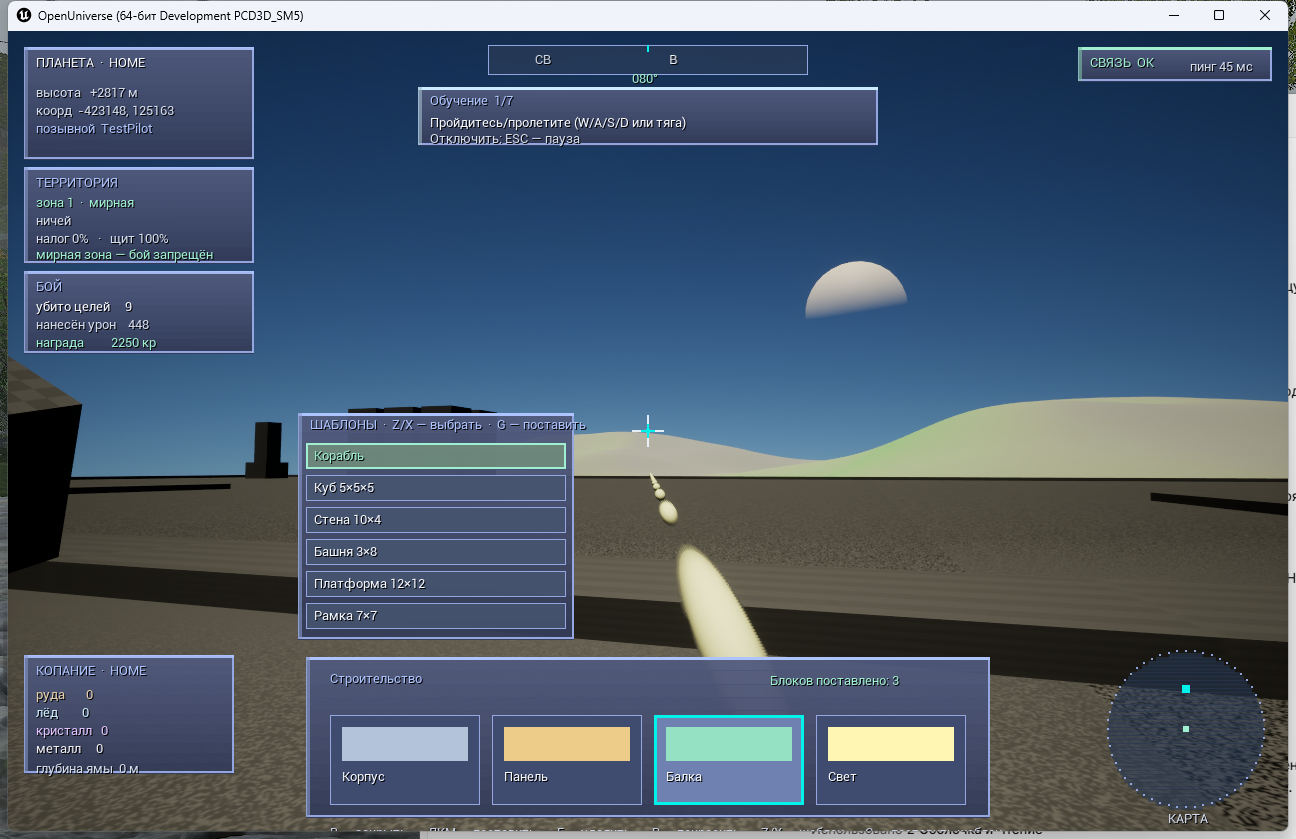 OpenUniverse (64-бит Development PCD3D_SM5)
ПЛАНЕТА · HOME
высота +2817 м
коорд -423148, 125163
позывной TestPilot
СВ В
080°
СВЯЗЬ ОК пинг 45 мс
Обучение 1/7
Пройдитесь/пролетите (W/A/S/D или тяга)
Отключить: ESC — пауза
ТЕРРИТОРИЯ
зона 1 · мирная
ничей
налог 0% · щит 100%
мирная зона — бой запрещён
БОЙ
убито целей 9
нанесён урон 448
награда 2250 кр
ШАБЛОНЫ · Z/X — выбрать · G — поставить
Корабль
Куб 5×5×5
Стена 10×4
Башня 3×8
Платформа 12×12
Рамка 7×7
КОПАНИЕ · HOME
руда 0
лёд 0
кристалл 0
металл 0
глубина ямы 0 м
Строительство
Блоков поставлено: 3
Корпус
Панель
Балка
Свет
КАРТА